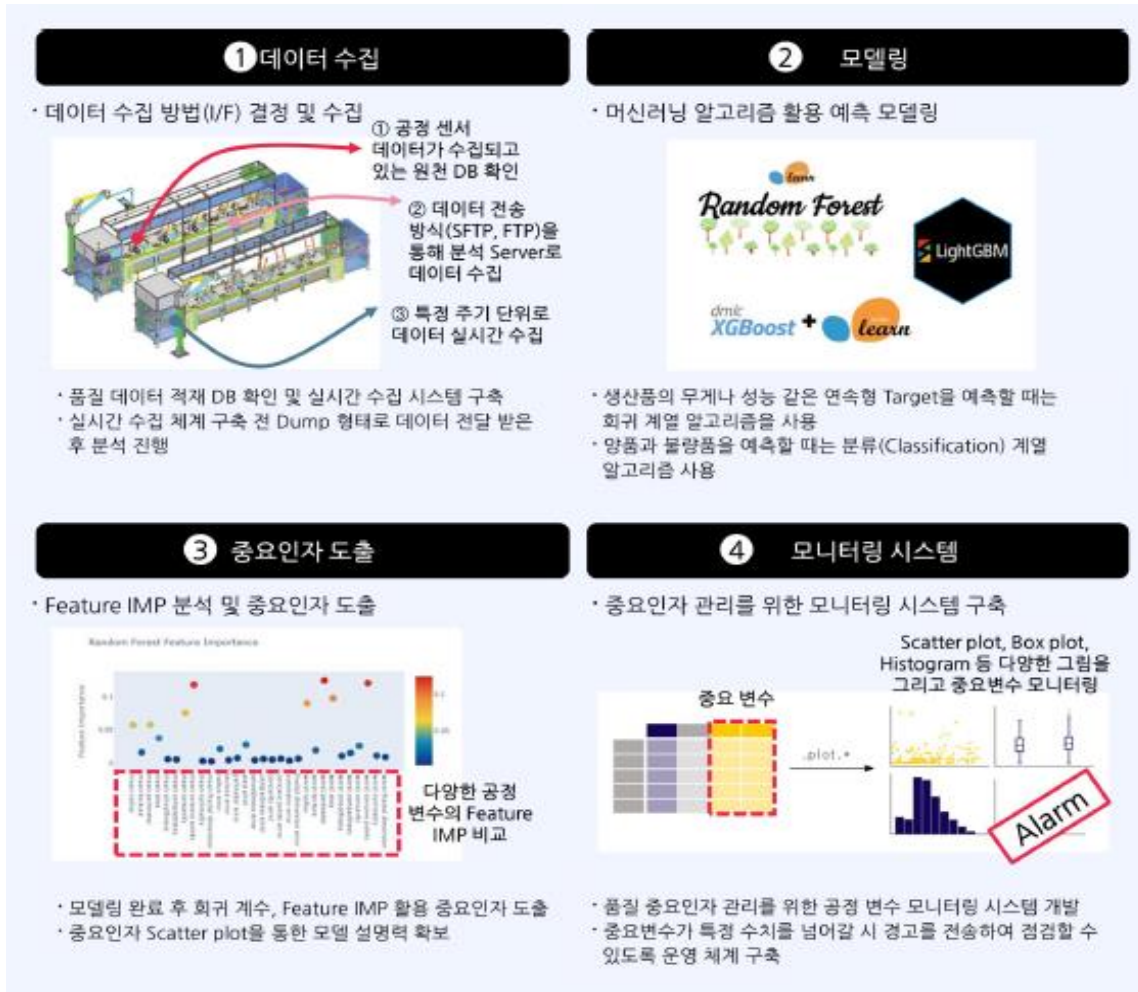 ① 데이터 수집
· 데이터 수집 방법(I/F) 결정 및 수집
① 공정 센서
데이터가 수집되고
있는 원천 DB 확인
② 데이터 전송
방식(SFTP, FTP)을
통해 분석 Server로
데이터 수집
③ 특정 주기 단위로
데이터 실시간 수집
· 품질 데이터 적재 DB 확인 및 실시간 수집 시스템 구축
· 실시간 수집 체계 구축 전 Dump 형태로 데이터 전달 받은
후 분석 진행
② 모델링
· 머신러닝 알고리즘 활용 예측 모델링
learn
Random Forest
LightGBM
dmlc
XGBoost + learn
· 생산품의 무게나 성능 같은 연속형 Target을 예측할 때는
회귀 계열 알고리즘을 사용
· 양품과 불량품을 예측할 때는 분류(Classification) 계열
알고리즘 사용
③ 중요인자 도출
· Feature IMP 분석 및 중요인자 도출
Random Forest Feature Importance
Feature Importance
0.1
0.05
0
0.1
0.05
다양한 공정
변수의 Feature
IMP 비교
· 모델링 완료 후 회귀 계수, Feature IMP 활용 중요인자 도출
· 중요인자 Scatter plot을 통한 모델 설명력 확보
④ 모니터링 시스템
· 중요인자 관리를 위한 모니터링 시스템 구축
Scatter plot, Box plot,
Histogram 등 다양한 그림을
그리고 중요변수 모니터링
중요 변수
.plot.*
Alarm
· 품질 중요인자 관리를 위한 공정 변수 모니터링 시스템 개발
· 중요변수가 특정 수치를 넘어갈 시 경고를 전송하여 점검할 수
있도록 운영 체계 구축